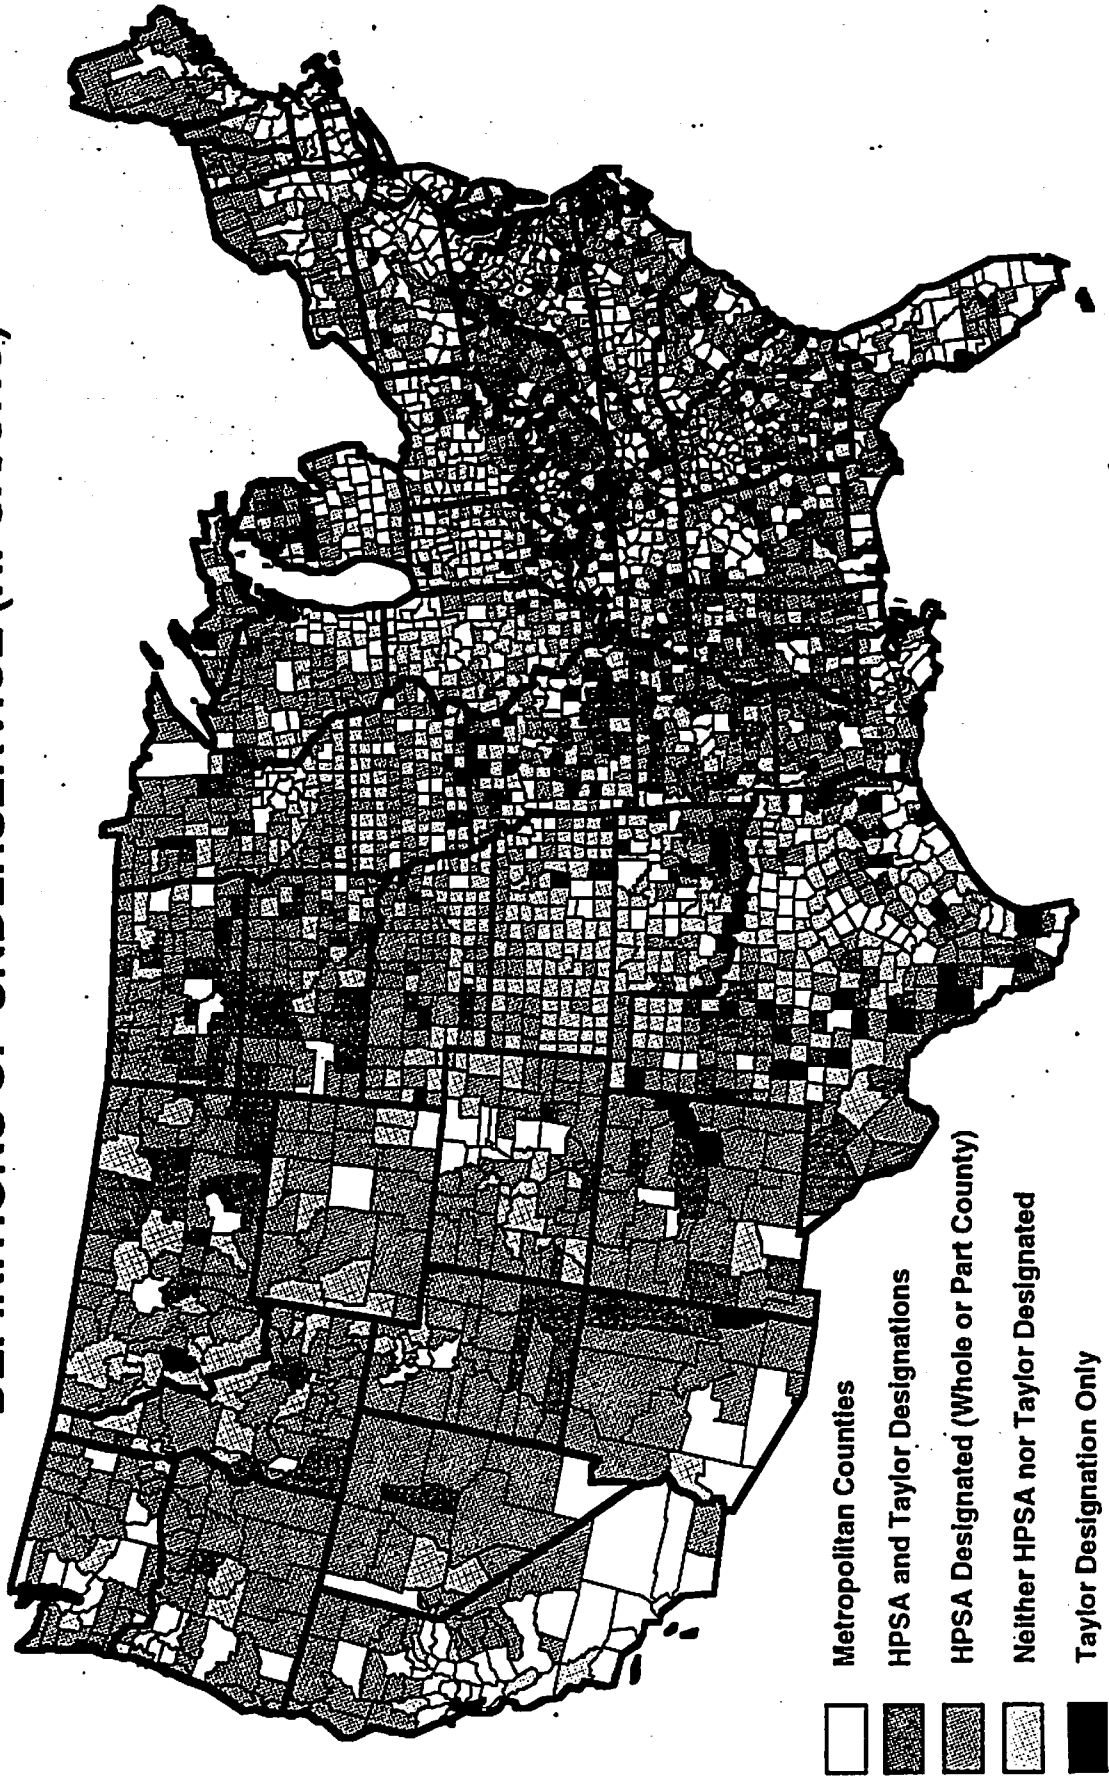 Metropolitan Counties
HPSA and Taylor Designations
HPSA Designated (Whole or Part County)
Neither HPSA nor Taylor Designated
Taylor Designation Only